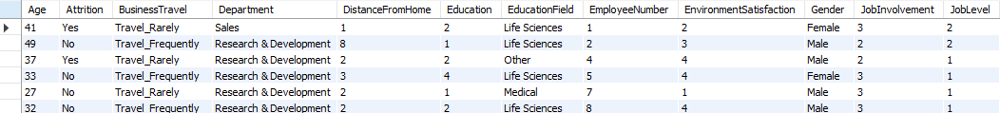 Age Attrition BusinessTravel Department DistanceFromHome Education EducationField EmployeeNumber EnvironmentSatisfaction Gender JobInvolvement JobLevel
41 Yes Travel_Rarely Sales 1 2 Life Sciences 1 2 Female 3 2
49 No Travel_Frequently Research & Development 8 1 Life Sciences 2 3 Male 2 2
37 Yes Travel_Rarely Research & Development 2 2 Other 4 4 Male 2 1
33 No Travel_Frequently Research & Development 3 4 Life Sciences 5 4 Female 3 1
27 No Travel_Rarely Research & Development 2 1 Medical 7 1 Male 3 1
32 No Travel_Frequently Research & Development 2 2 Life Sciences 8 4 Male 3 1